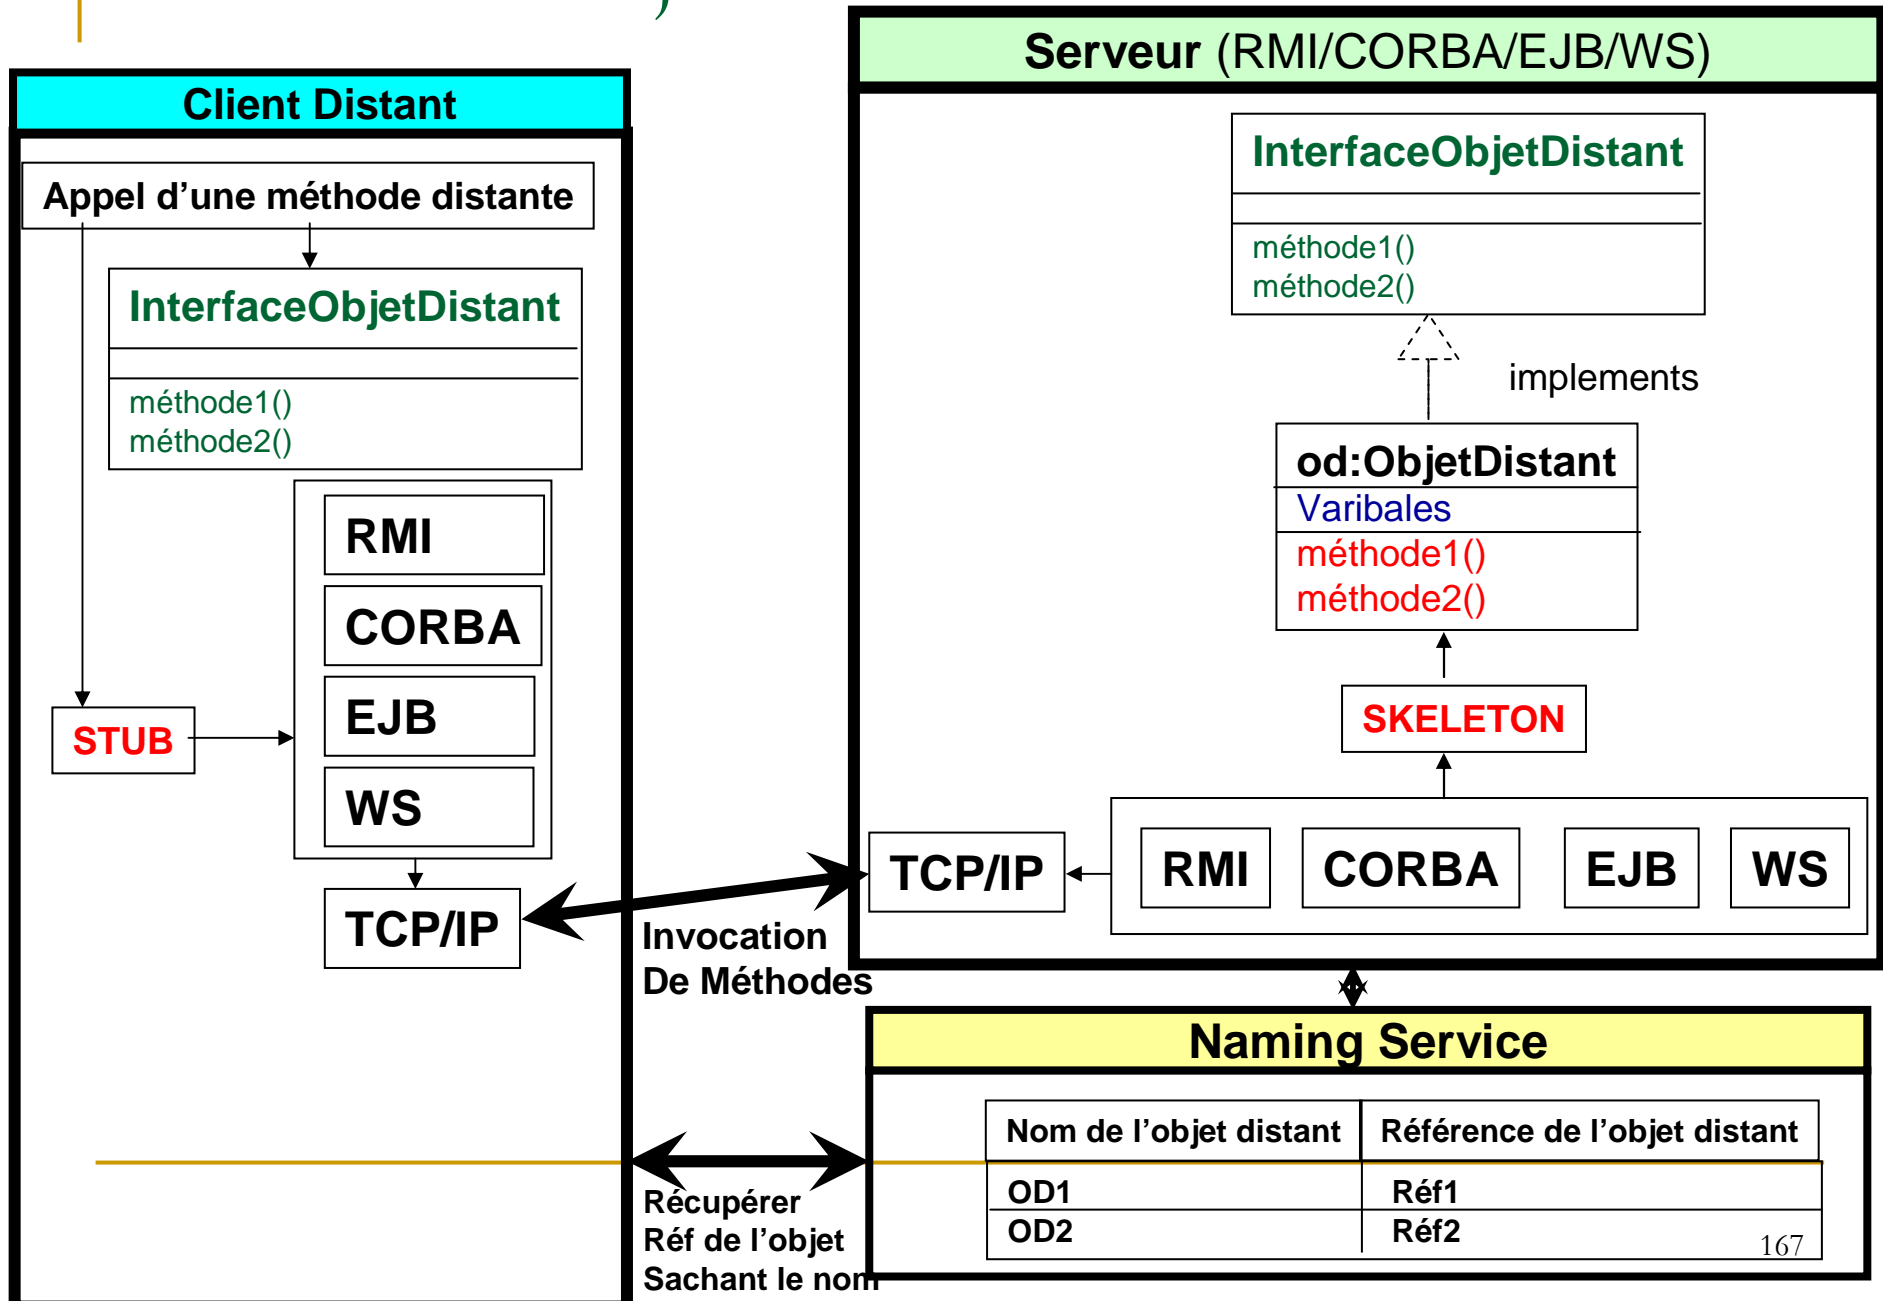 Client Distant
Appel d’une méthode distante
InterfaceObjetDistant
méthode1()
méthode2()
RMI
CORBA
EJB
WS
STUB
TCP/IP
Invocation
De Méthodes
Récupérer
Réf de l’objet
Sachant le nom
Serveur (RMI/CORBA/EJB/WS)
InterfaceObjetDistant
méthode1()
méthode2()
implements
od:ObjetDistant
Varibales
méthode1()
méthode2()
SKELETON
TCP/IP
RMI CORBA EJB WS
Naming Service
Nom de l’objet distant Référence de l’objet distant
OD1 Réf1
OD2 Réf2
167